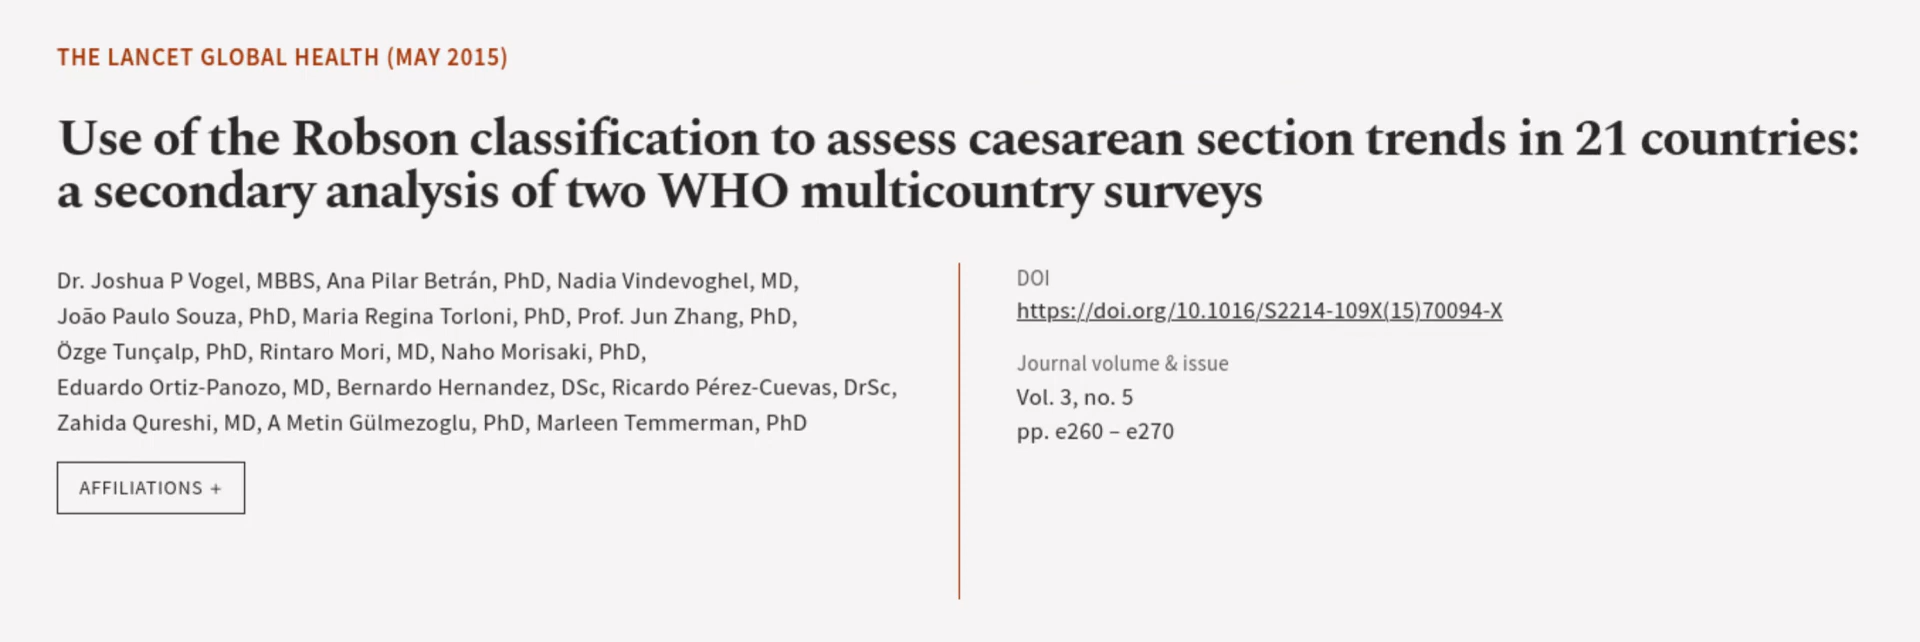 THE LANCET GLOBAL HEALTH (MAY 2015)
Use of the Robson classification to assess caesarean section trends in 21 countries:
a secondary analysis of two WHO multicountry surveys
Dr. Joshua P Vogel, MBBS, Ana Pilar Betrán, PhD, Nadia Vindevoghel, MD,
João Paulo Souza, PhD, Maria Regina Torloni, PhD, Prof. Jun Zhang, PhD,
Özge Tunçalp, PhD, Rintaro Mori, MD, Naho Morisaki, PhD,
Eduardo Ortiz-Panozo, MD, Bernardo Hernandez, DSc, Ricardo Pérez-Cuevas, DrSc,
Zahida Qureshi, MD, A Metin Gülmezoglu, PhD, Marleen Temmerman, PhD
AFFILIATIONS +
DOI
https://doi.org/10.1016/S2214-109X(15)70094-X
Journal volume & issue
Vol. 3, no. 5
pp. e260 – e270